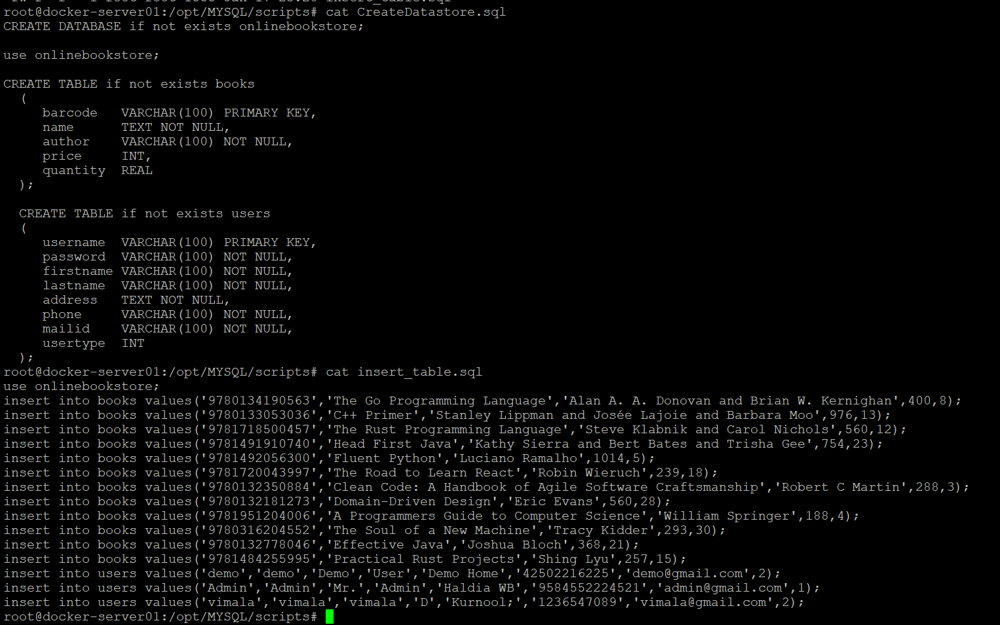 root@docker-server01:/opt/MYSQL/scripts# cat CreateDatastore.sql
CREATE DATABASE if not exists onlinebookstore;
use onlinebookstore;
CREATE TABLE if not exists books
(
barcode VARCHAR(100) PRIMARY KEY,
name TEXT NOT NULL,
author VARCHAR(100) NOT NULL,
price INT,
quantity REAL
);
CREATE TABLE if not exists users
(
username VARCHAR(100) PRIMARY KEY,
password VARCHAR(100) NOT NULL,
firstname VARCHAR(100) NOT NULL,
lastname VARCHAR(100) NOT NULL,
address TEXT NOT NULL,
phone VARCHAR(100) NOT NULL,
mailid VARCHAR(100) NOT NULL,
usertype INT
);
root@docker-server01:/opt/MYSQL/scripts# cat insert_table.sql
use onlinebookstore;
insert into books values('9780134190563','The Go Programming Language','Alan A. A. Donovan and Brian W. Kernighan',400,8);
insert into books values('9780133053036','C++ Primer','Stanley Lippman and Josée Lajoie and Barbara Moo',976,13);
insert into books values('9781718500457','The Rust Programming Language','Steve Klabnik and Carol Nichols',560,12);
insert into books values('9781491910740','Head First Java','Kathy Sierra and Bert Bates and Trisha Gee',754,23);
insert into books values('9781492056300','Fluent Python','Luciano Ramalho',1014,5);
insert into books values('9781720043997','The Road to Learn React','Robin Wieruch',239,18);
insert into books values('9780132350884','Clean Code: A Handbook of Agile Software Craftsmanship','Robert C Martin',288,3);
insert into books values('9780132181273','Domain-Driven Design','Eric Evans',560,28);
insert into books values('9781951204006','A Programmers Guide to Computer Science','William Springer',188,4);
insert into books values('9780316204552','The Soul of a New Machine','Tracy Kidder',293,30);
insert into books values('9780132778046','Effective Java','Joshua Bloch',368,21);
insert into books values('9781484255995','Practical Rust Projects','Shing Lyu',257,15);
insert into users values('demo','demo','Demo','User','Demo Home','42502216225','demo@gmail.com',2);
insert into users values('Admin','Admin','Mr.','Admin','Haldia WB','9584552224521','admin@gmail.com',1);
insert into users values('vimala','vimala','vimala','D','Kurnool;','1236547089','vimala@gmail.com',2);
root@docker-server01:/opt/MYSQL/scripts#